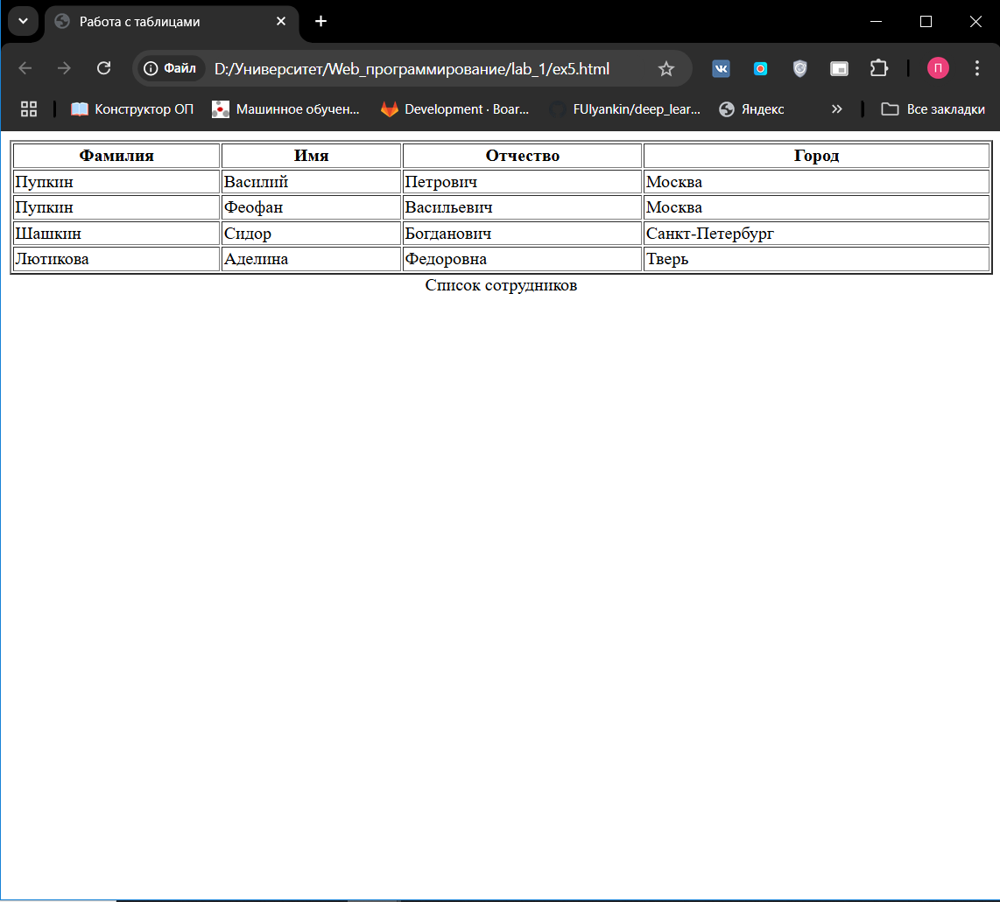 Работа с таблицами
Файл D:/Университет/Web_программирование/lab_1/ex5.html П
Конструктор ОП Машинное обучен... Development · Boar... FUlyankin/deep_lear... Яндекс » Все закладки
Фамилия Имя Отчество Город
Пупкин Василий Петрович Москва
Пупкин Феофан Васильевич Москва
Шашкин Сидор Богданович Санкт-Петербург
Лютикова Аделина Федоровна Тверь
Список сотрудников